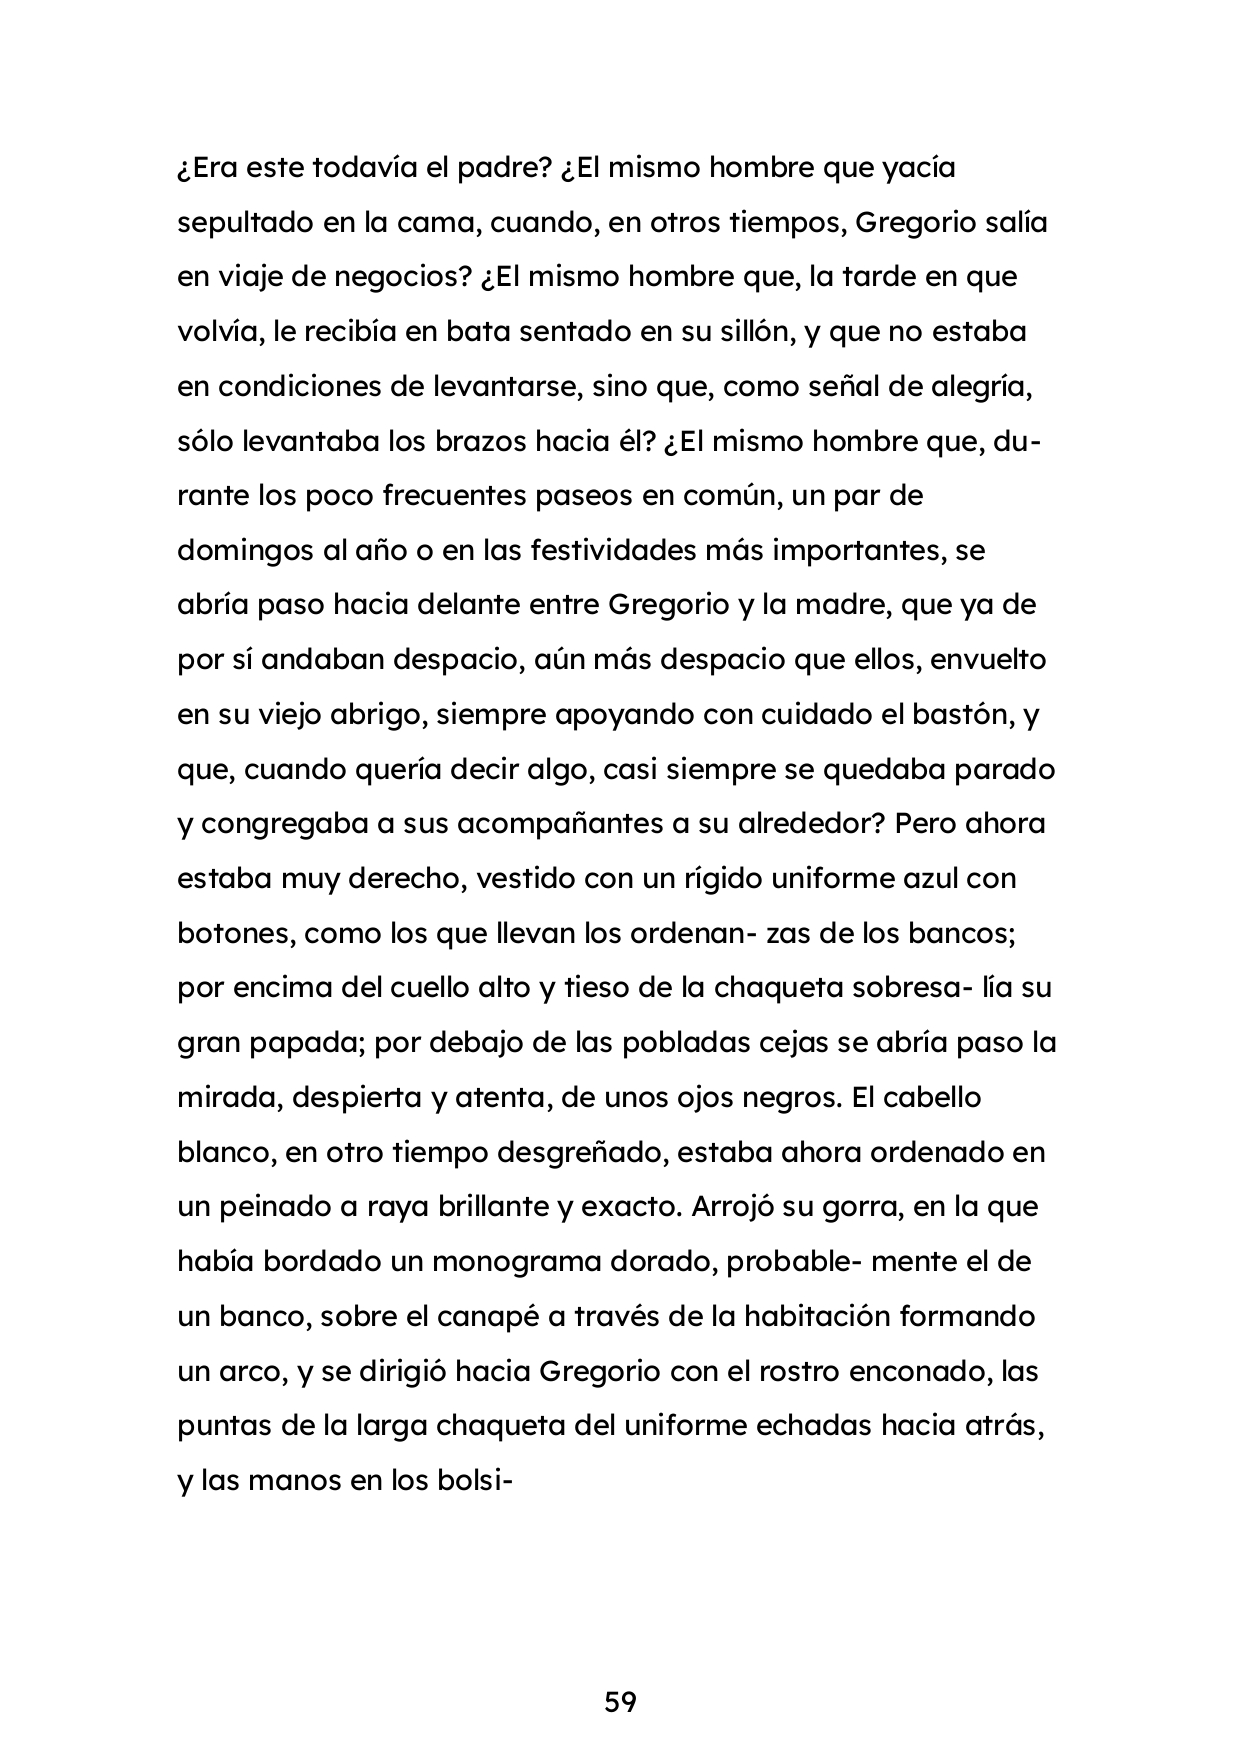 ¿Era este todavía el padre? ¿El mismo hombre que yacía
sepultado en la cama, cuando, en otros tiempos, Gregorio salía
en viaje de negocios? ¿El mismo hombre que, la tarde en que
volvía, le recibía en bata sentado en su sillón, y que no estaba
en condiciones de levantarse, sino que, como señal de alegría,
sólo levantaba los brazos hacia él? ¿El mismo hombre que, du-
rante los poco frecuentes paseos en común, un par de
domingos al año o en las festividades más importantes, se
abría paso hacia delante entre Gregorio y la madre, que ya de
por sí andaban despacio, aún más despacio que ellos, envuelto
en su viejo abrigo, siempre apoyando con cuidado el bastón, y
que, cuando quería decir algo, casi siempre se quedaba parado
y congregaba a sus acompañantes a su alrededor? Pero ahora
estaba muy derecho, vestido con un rígido uniforme azul con
botones, como los que llevan los ordenan- zas de los bancos;
por encima del cuello alto y tieso de la chaqueta sobresa- lía su
gran papada; por debajo de las pobladas cejas se abría paso la
mirada, despierta y atenta, de unos ojos negros. El cabello
blanco, en otro tiempo desgreñado, estaba ahora ordenado en
un peinado a raya brillante y exacto. Arrojó su gorra, en la que
había bordado un monograma dorado, probable- mente el de
un banco, sobre el canapé a través de la habitación formando
un arco, y se dirigió hacia Gregorio con el rostro enconado, las
puntas de la larga chaqueta del uniforme echadas hacia atrás,
y las manos en los bolsi-
59